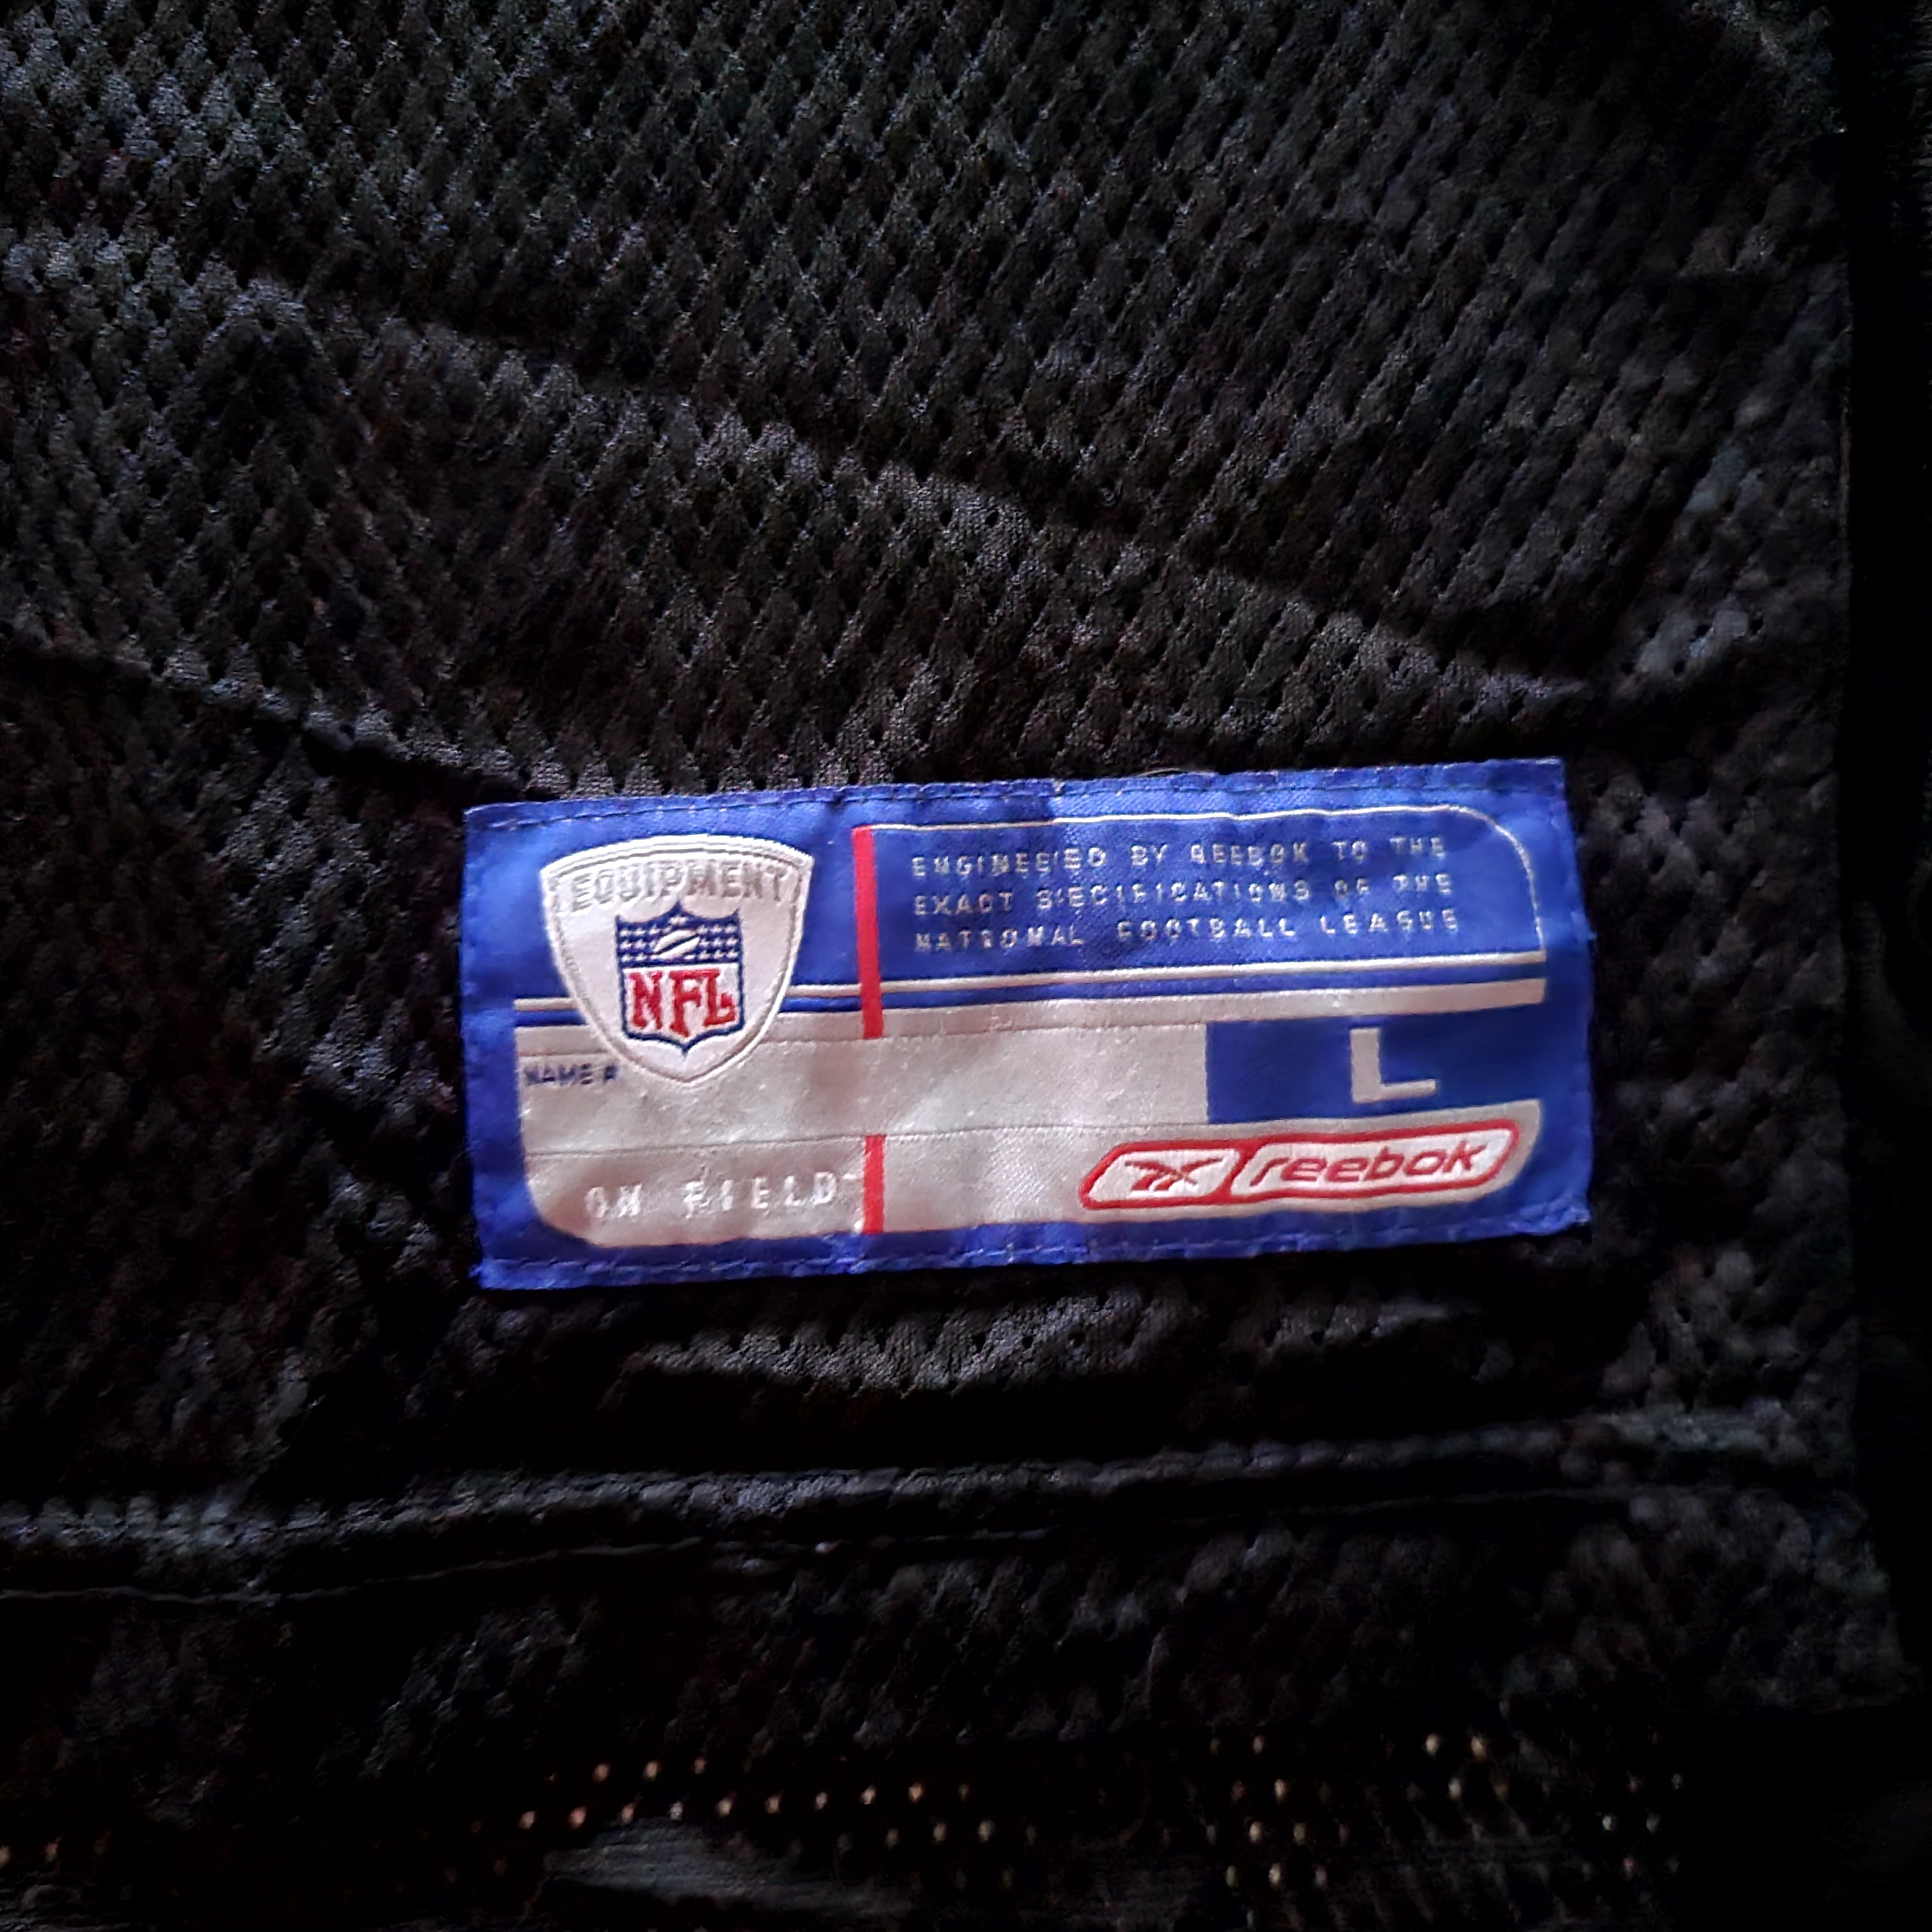 EQUIPMENT
NFL
ENGINEERED BY REEBOK TO THE
EXACT SPECIFICATIONS OF THE
NATIONAL FOOTBALL LEAGUE
NAME #
L
ON FIELD
reebok